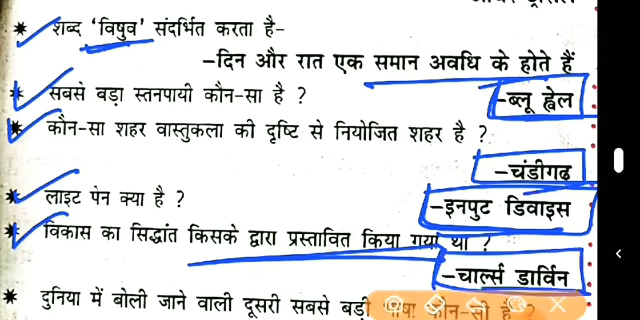 * शब्द ‘विषुव’ संदर्भित करता है-
-दिन और रात एक समान अवधि के होते हैं
* सबसे बड़ा स्तनपायी कौन-सा है ?
-ब्लू ह्वेल
* कौन-सा शहर वास्तुकला की दृष्टि से नियोजित शहर है ?
-चंडीगढ
* लाइट पेन क्या है ?
-इनपुट डिवाइस
* विकास का सिद्धांत किसके द्वारा प्रस्तावित किया गया था ?
-चार्ल्स डार्विन
* दुनिया में बोली जाने वाली दूसरी सबसे बड़ी भाषा कौन-सी है ?